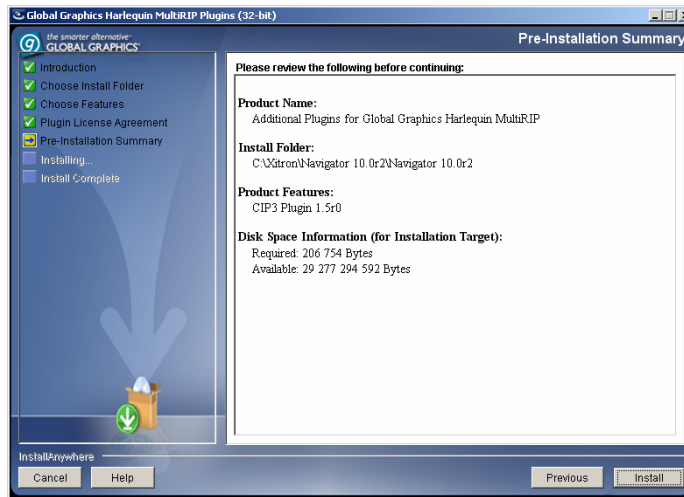 Global Graphics Harlequin MultiRIP Plugins (32-bit)
the smarter alternative™
GLOBAL GRAPHICS®
Pre-Installation Summary
Introduction
Choose Install Folder
Choose Features
Plugin License Agreement
Pre-Installation Summary
Installing...
Install Complete
Please review the following before continuing:
Product Name:
Additional Plugins for Global Graphics Harlequin MultiRIP
Install Folder:
C:\Xitron\Navigator 10.0r2\Navigator 10.0r2
Product Features:
CIP3 Plugin 1.5r0
Disk Space Information (for Installation Target):
Required: 206 754 Bytes
Available: 29 277 294 592 Bytes
InstallAnywhere
Cancel
Help
Previous
Install